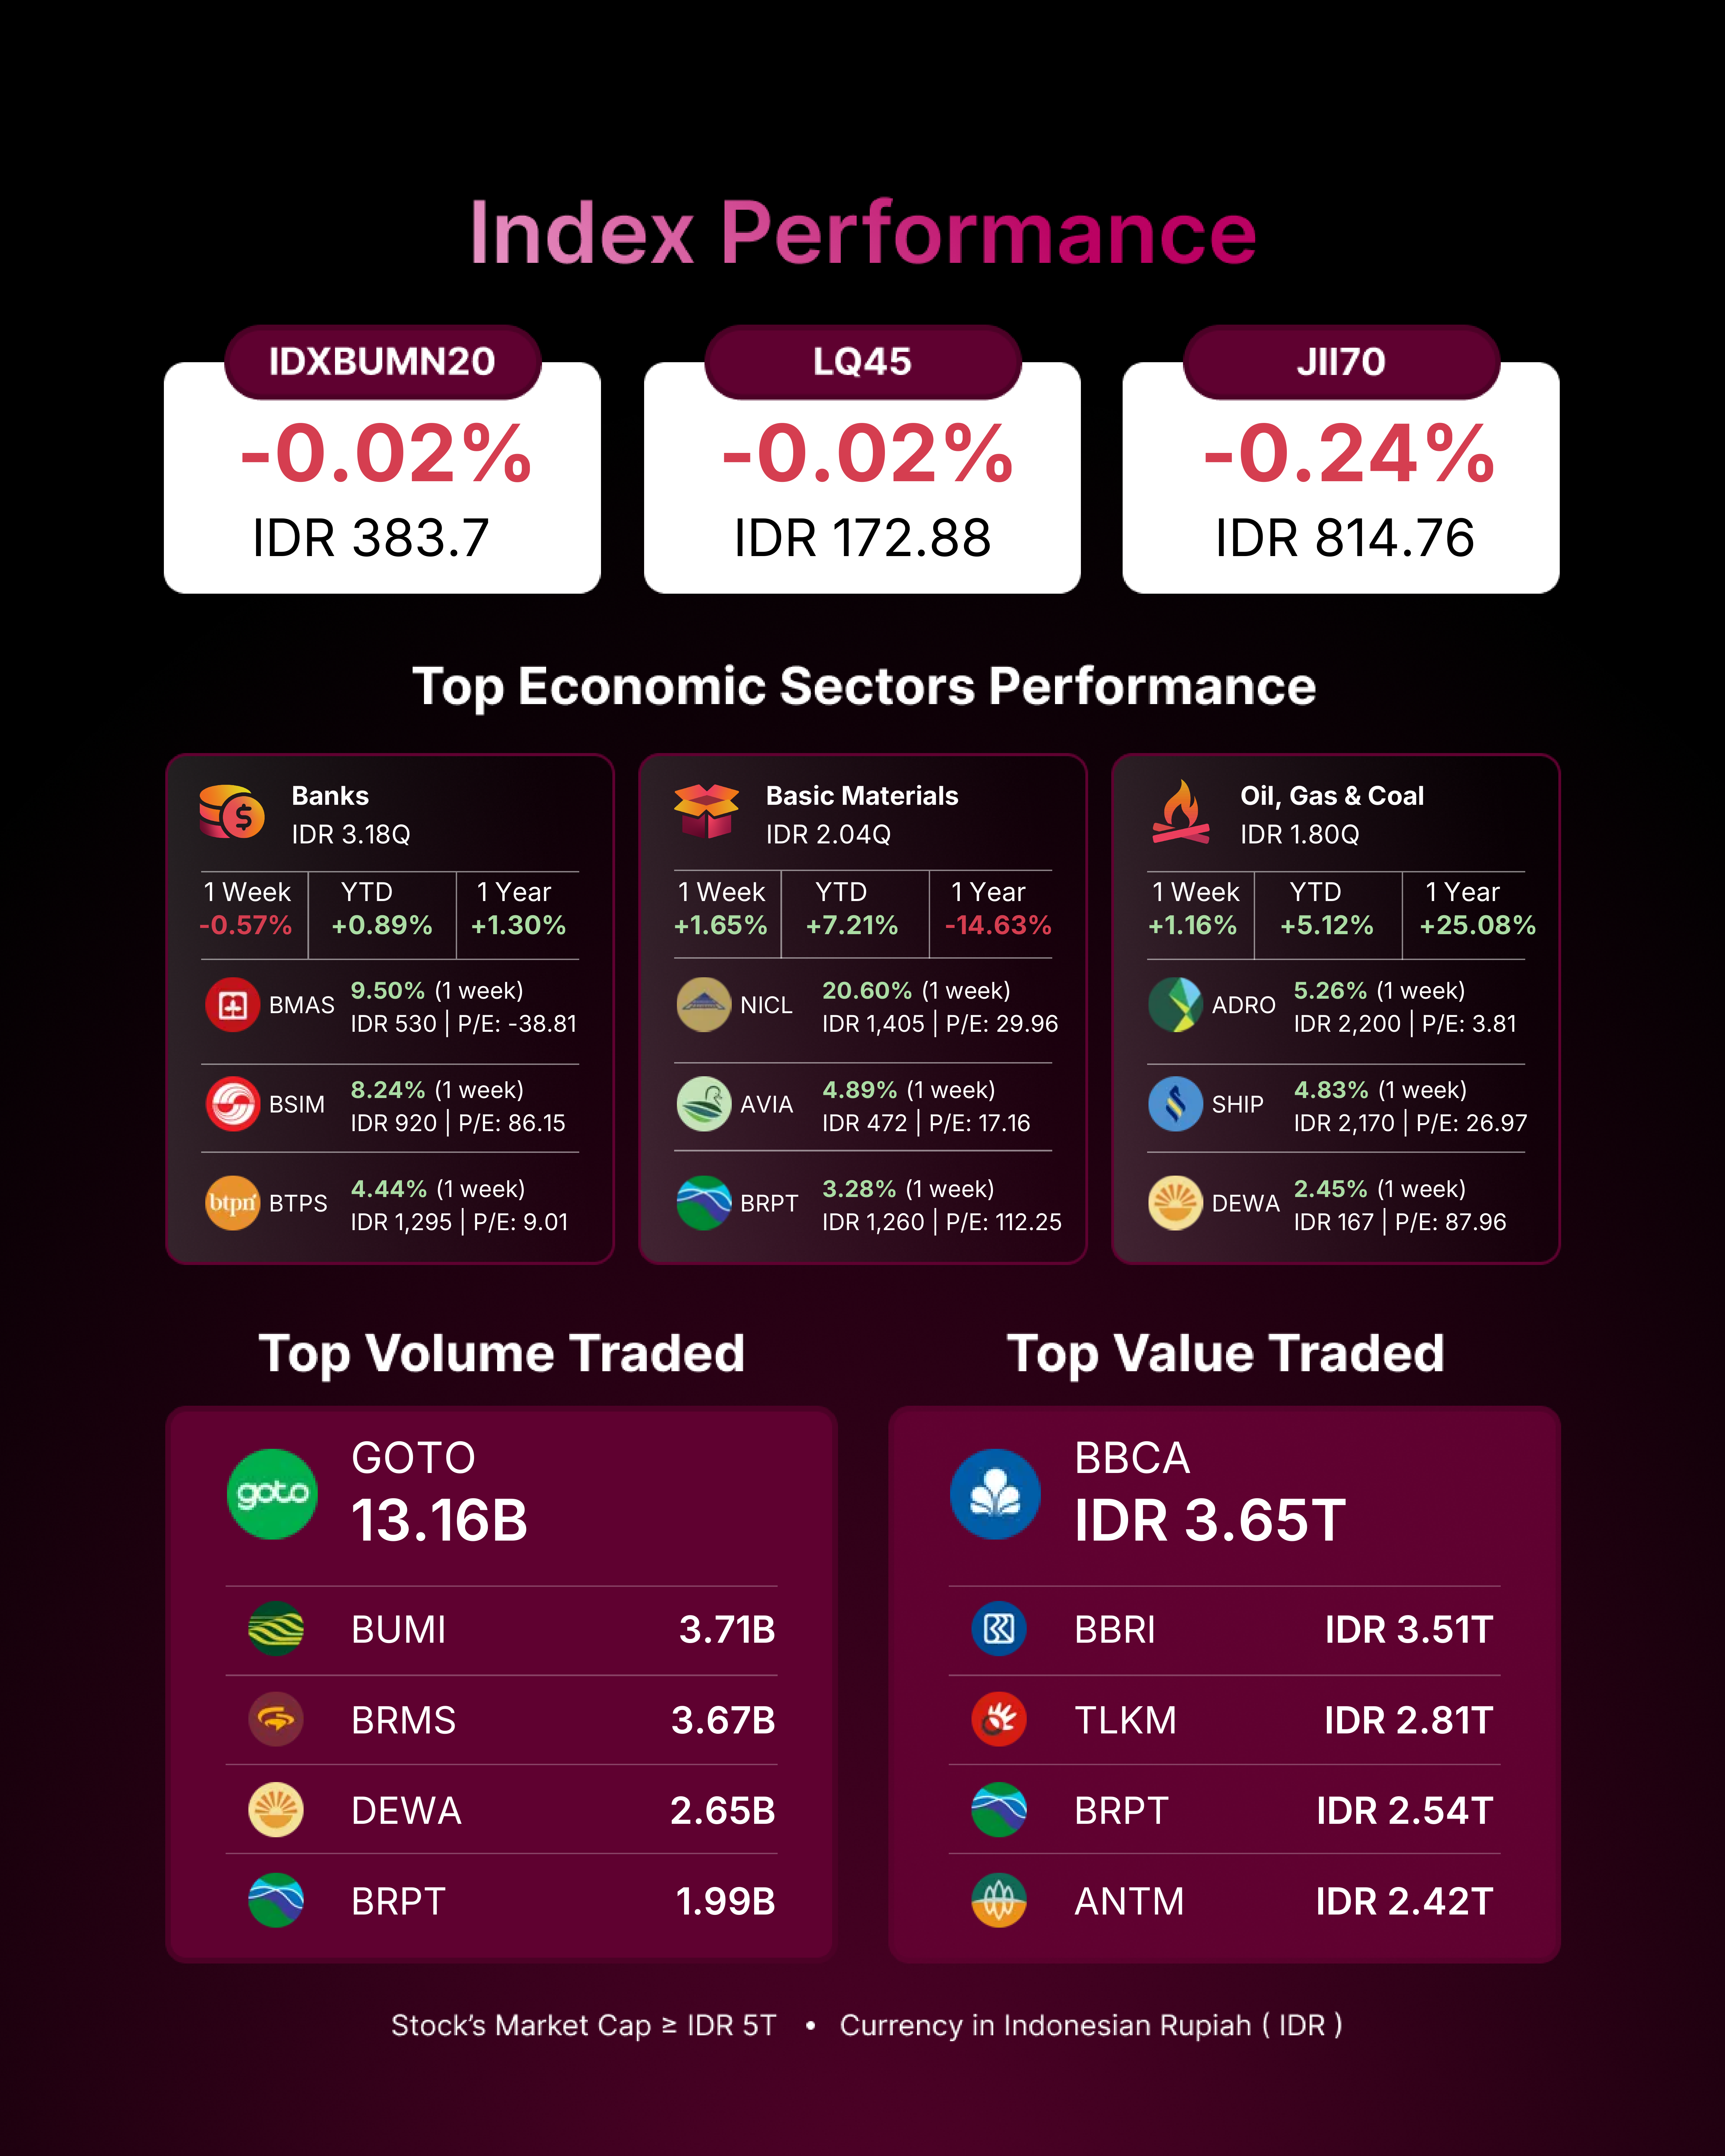 Index Performance
IDXBUMN20
-0.02%
IDR 383.7
LQ45
-0.02%
IDR 172.88
JII70
-0.24%
IDR 814.76
Top Economic Sectors Performance
Banks
IDR 3.18Q
1 Week YTD 1 Year
-0.57% +0.89% +1.30%
BMAS
9.50% (1 week)
IDR 530 | P/E: -38.81
BSIM
8.24% (1 week)
IDR 920 | P/E: 86.15
btpn
BTPS
4.44% (1 week)
IDR 1,295 | P/E: 9.01
Basic Materials
IDR 2.04Q
1 Week YTD 1 Year
+1.65% +7.21% -14.63%
NICL
20.60% (1 week)
IDR 1,405 | P/E: 29.96
AVIA
4.89% (1 week)
IDR 472 | P/E: 17.16
BRPT
3.28% (1 week)
IDR 1,260 | P/E: 112.25
Oil, Gas & Coal
IDR 1.80Q
1 Week YTD 1 Year
+1.16% +5.12% +25.08%
ADRO
5.26% (1 week)
IDR 2,200 | P/E: 3.81
SHIP
4.83% (1 week)
IDR 2,170 | P/E: 26.97
DEWA
2.45% (1 week)
IDR 167 | P/E: 87.96
Top Volume Traded
goto
GOTO
13.16B
BUMI 3.71B
BRMS 3.67B
DEWA 2.65B
BRPT 1.99B
Top Value Traded
BBCA
IDR 3.65T
BBRI IDR 3.51T
TLKM IDR 2.81T
BRPT IDR 2.54T
ANTM IDR 2.42T
Stock’s Market Cap ≥ IDR 5T • Currency in Indonesian Rupiah ( IDR )